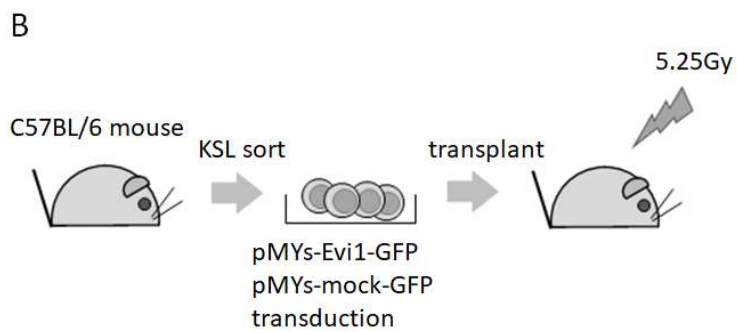 B
5.25Gy
C57BL/6 mouse
KSL sort
transplant
pMYs-Evi1-GFP
pMYs-mock-GFP
transduction